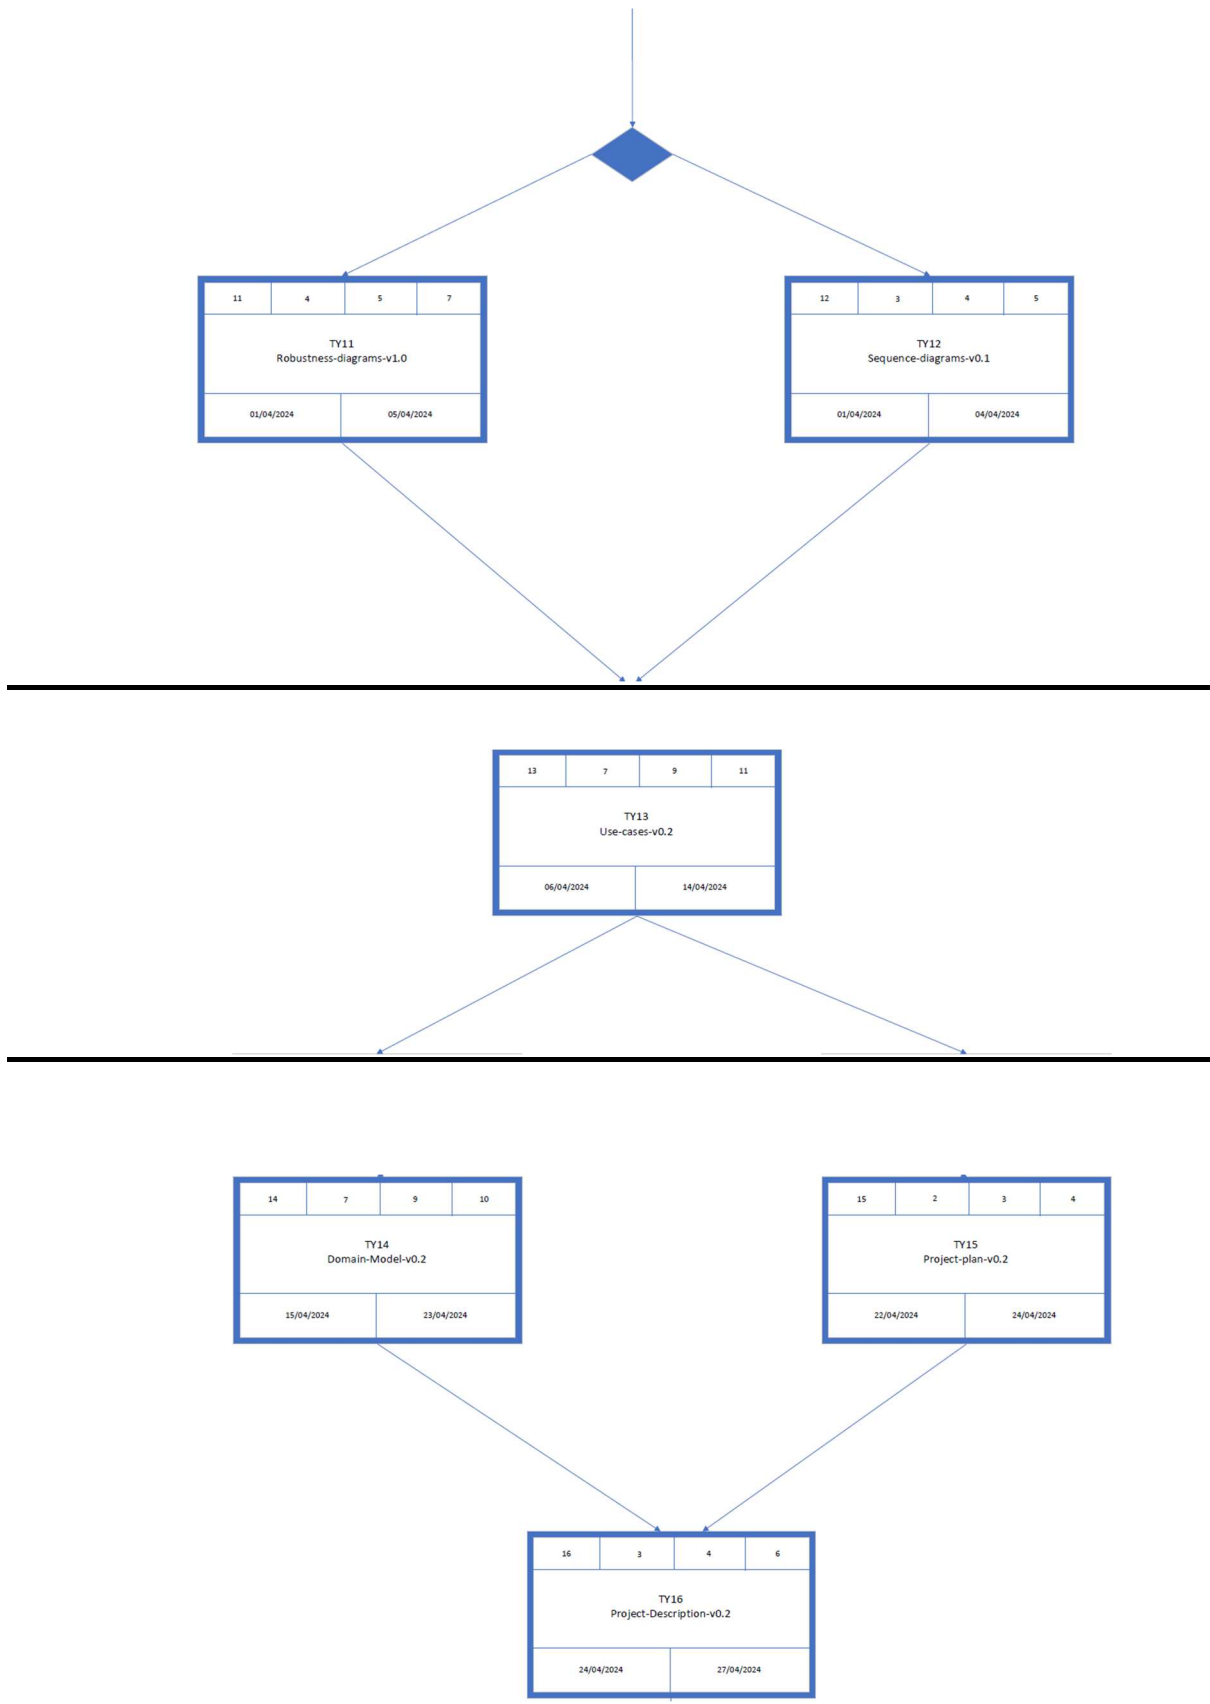 11 4 5 7
TY11
Robustness-diagrams-v1.0
01/04/2024 05/04/2024
12 3 4 5
TY12
Sequence-diagrams-v0.1
01/04/2024 04/04/2024
13 7 9 11
TY13
Use-cases-v0.2
06/04/2024 14/04/2024
14 7 9 10
TY14
Domain-Model-v0.2
15/04/2024 23/04/2024
15 2 3 4
TY15
Project-plan-v0.2
22/04/2024 24/04/2024
16 3 4 6
TY16
Project-Description-v0.2
24/04/2024 27/04/2024